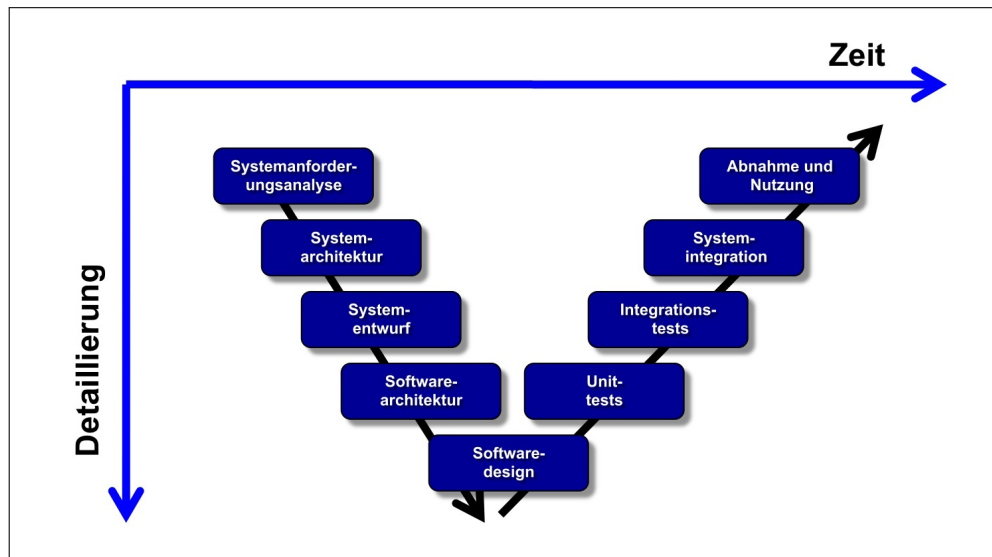 Zeit
Detaillierung
Systemanforder-
ungsanalyse
System-
architektur
System-
entwurf
Software-
architektur
Software-
design
Unit-
tests
Integrations-
tests
System-
integration
Abnahme und
Nutzung